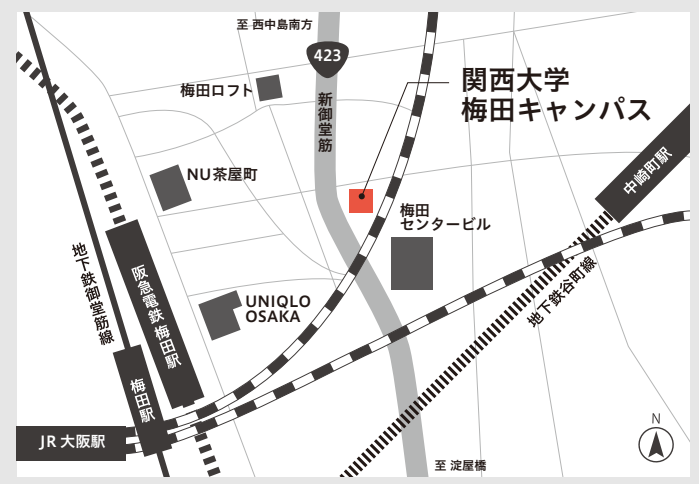 至 西中島南方
423
梅田ロフト
新御堂筋
関西大学
梅田キャンパス
NU茶屋町
中崎町駅
梅田
センタービル
地下鉄御堂筋線
阪急電鉄 梅田駅
地下鉄谷町線
UNIQLO
OSAKA
梅田駅
JR 大阪駅
N
至 淀屋橋